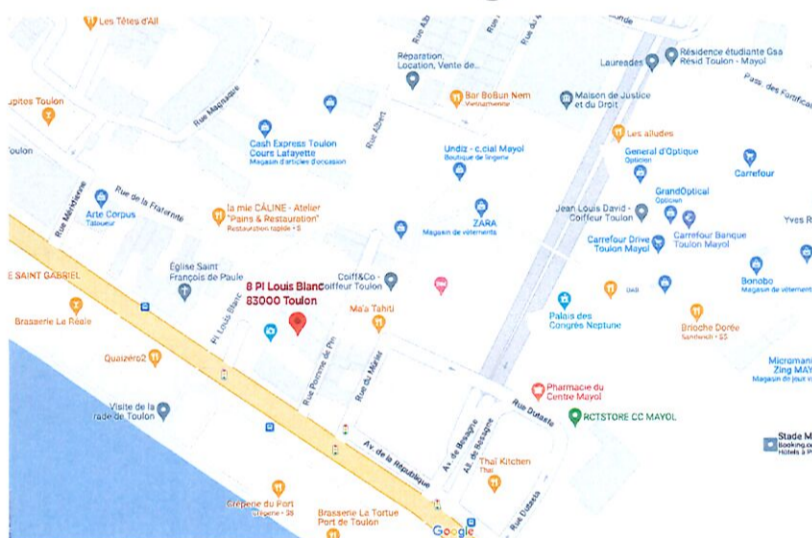 Les Têtes d'Ail
upitos Toulon
Toulon
Rue Magnaque
Rue Albert
Réparation,
Location, Vente de...
Bar BoBun Nem
Vietnamienne
Laureades
Résidence étudiante Gsa
Résid Toulon - Mayol
Pass. des Fortifica
Maison de Justice
et du Droit
Cash Express Toulon
Cours Lafayette
Magasin d'articles d'occasion
Undiz - c.cial Mayol
Boutique de lingerie
Les alludes
General d'Optique
Opticien
Carrefour
Rue Méridienne
Arte Corpus
Tatoueur
Rue de la Fraternité
la mie CÂLINE - Atelier
"Pains & Restauration"
Restauration rapide • $
ZARA
Magasin de vêtements
Jean Louis David -
Coiffeur Toulon
GrandOptical
Opticien
Carrefour Banque
Toulon Mayol
Carrefour Drive
Toulon Mayol
Yves R
Bonobo
Magasin de vêtements
E SAINT GABRIEL
Église Saint
François de Paule
8 Pl Louis Blanc
83000 Toulon
Coiff&Co -
Coiffeur Toulon
Ma'a Tahiti
DAB
Palais des
Congrès Neptune
Brioche Dorée
Sandwich • $$
Brasserie Le Réale
Pl. Louis Blanc
Quaizéro2
Rue Pomme de Pin
Rue du Mûrier
Micromani
Zing MAY
Magasin de jeux vi
Pharmacie du
Centre Mayol
Rue Dutasta
RCTSTORE CC MAYOL
Visite de la
rade de Toulon
Av. de la République
Av. de Besagne
All. de Besagne
Thaï Kitchen
Thaï
Stade M
Booking.co
Hôtels à P
Crêperie du Port
Crêperie • $$
Brasserie La Tortue
Port de Toulon
Rue Dutasta
Google